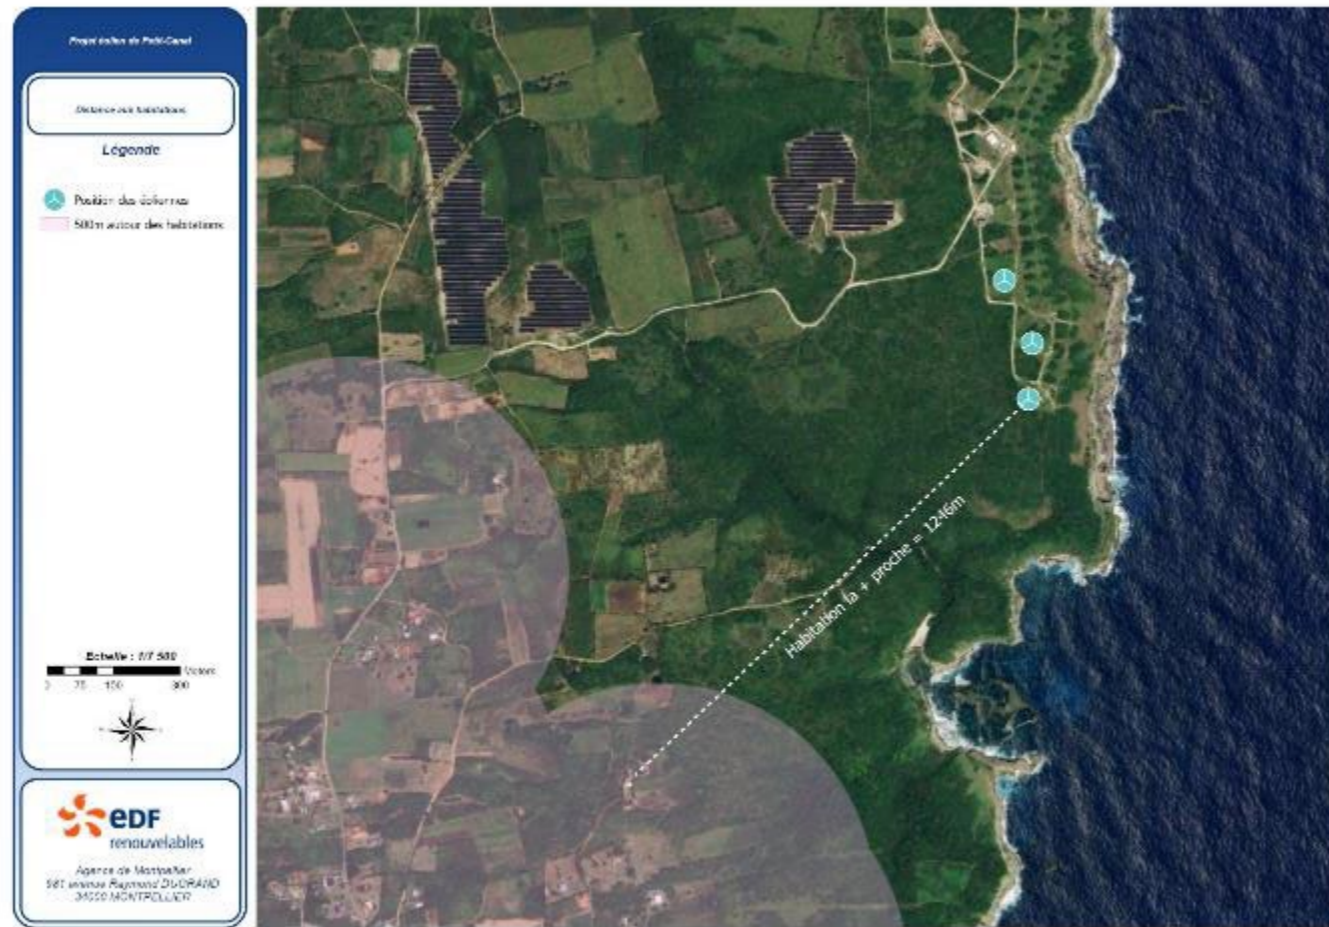 Projet éolien de Petit-Canal
Distance aux habitations
Légende
Position des éoliennes
500m autour des habitations
Echelle : 1/7 500
Meters
0 75 150 300
eDF
renouvelables
Agence de Montpellier
981 avenue Raymond DUGRAND
34000 MONTPELLIER
Habitation la + proche = 1246m